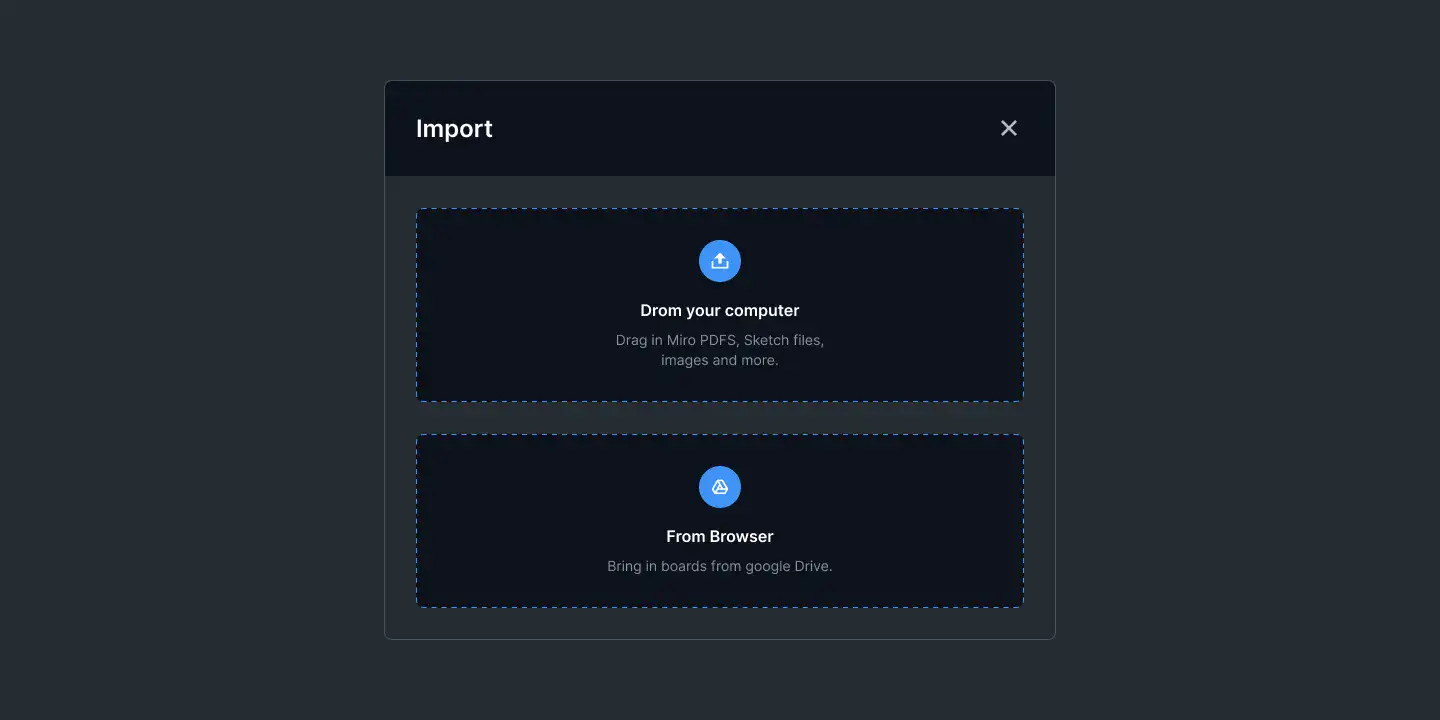 Import
Drom your computer
Drag in Miro PDFS, Sketch files,
images and more.
From Browser
Bring in boards from google Drive.